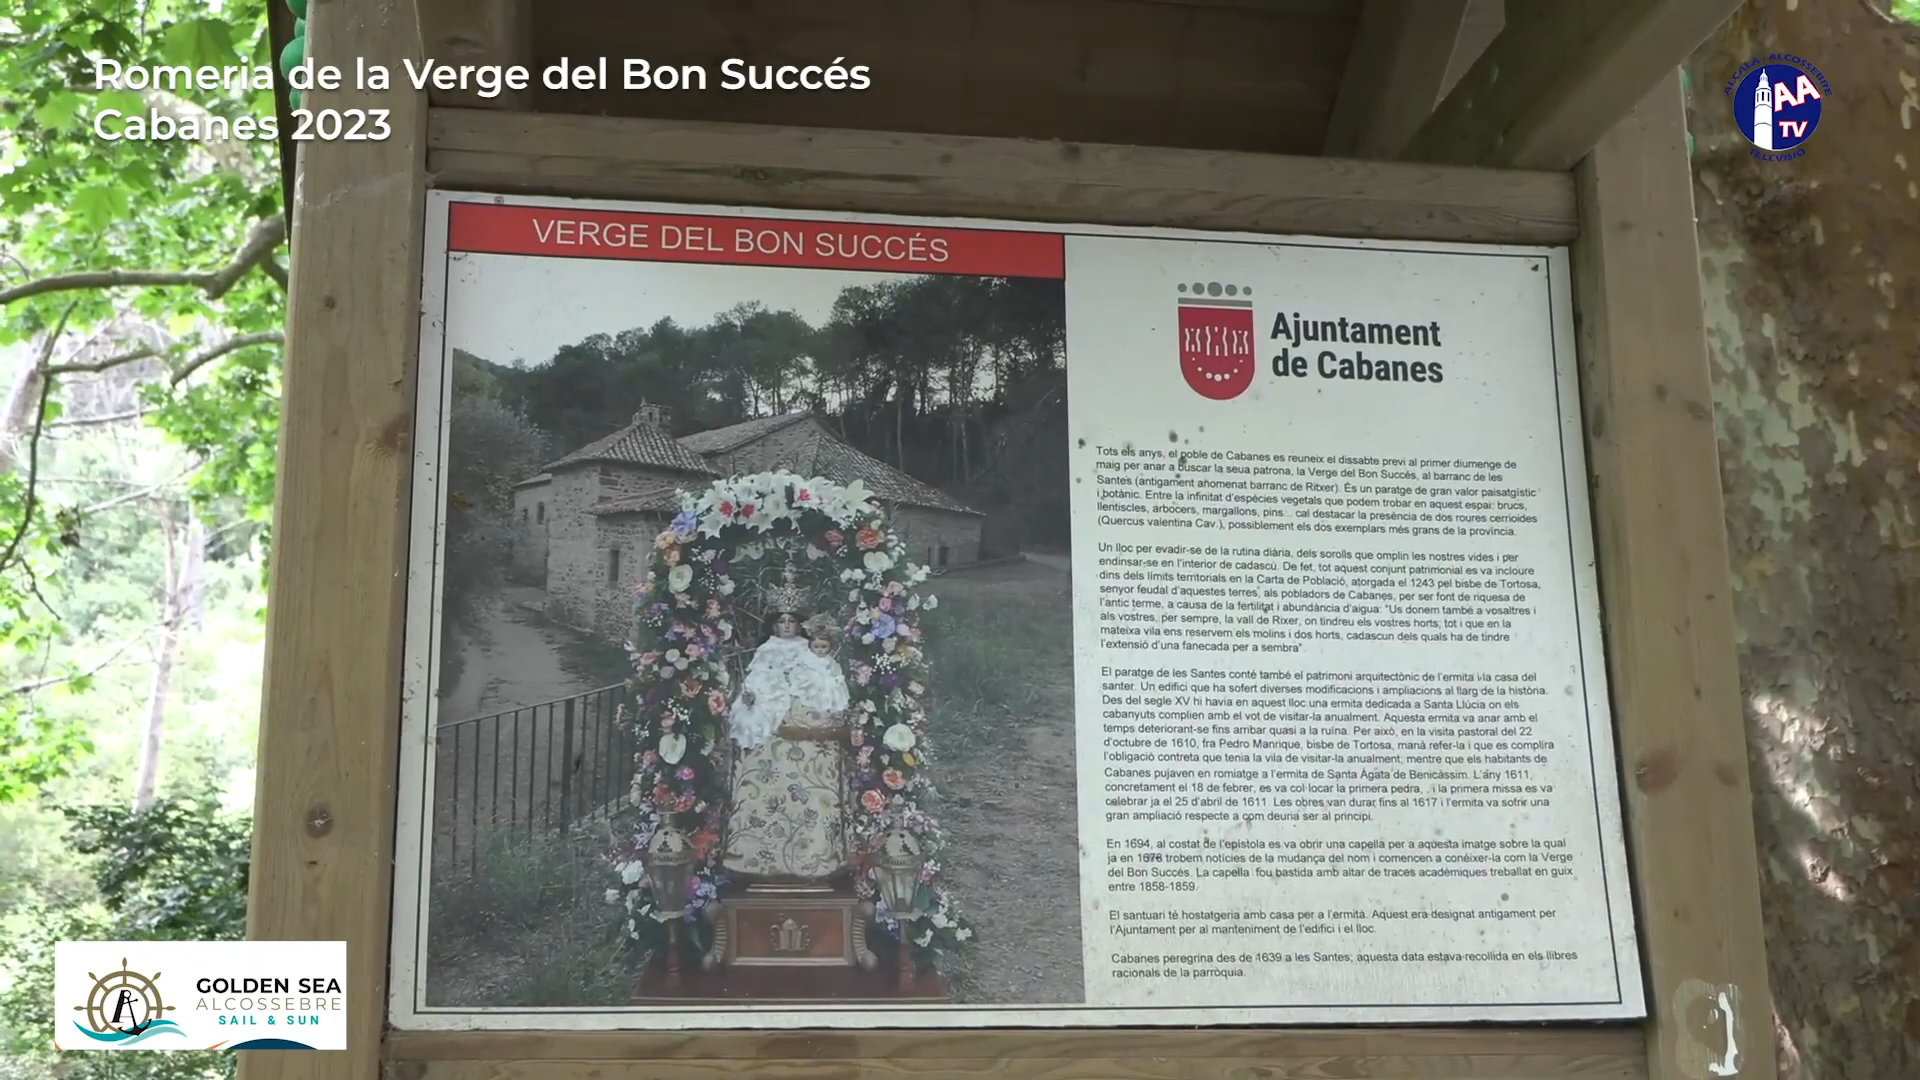 Romeria de la Verge del Bon Succés
Cabanes 2023
ALCALÀ - ALCOSSEBRE
AA
TV
TELEVISIÓ
VERGE DEL BON SUCCÉS
Ajuntament
de Cabanes
Tots els anys, el poble de Cabanes es reuneix el dissabte previ al primer diumenge de
maig per anar a buscar la seua patrona, la Verge del Bon Succés, al barranc de les
Santes (antigament anomenat barranc de Ritxer). És un paratge de gran valor paisatgístic
i botànic. Entre la infinitat d'espècies vegetals que podem trobar en aquest espai: brucs,
llentiscles, arbocers, margallons, pins... cal destacar la presència de dos roures cerrioides
(Quercus valentina Cav.), possiblement els dos exemplars més grans de la província.
Un lloc per evadir-se de la rutina diària, dels sorolls que omplin les nostres vides i per
endinsar-se en l'interior de cadascú. De fet, tot aquest conjunt patrimonial es va incloure
dins dels límits territorials en la Carta de Població, atorgada el 1243 pel bisbe de Tortosa,
senyor feudal d'aquestes terres, als pobladors de Cabanes, per ser font de riquesa de
l'antic terme, a causa de la fertilitat i abundància d'aigua: "Us donem també a vosaltres i
als vostres, per sempre, la vall de Rixer, on tindreu els vostres horts; tot i que en la
mateixa vila ens reservem els molins i dos horts, cadascun dels quals ha de tindre
l'extensió d'una fanecada per a sembra".
El paratge de les Santes conté també el patrimoni arquitectònic de l'ermita i la casa del
santer. Un edifici que ha sofert diverses modificacions i ampliacions al llarg de la història.
Des del segle XV hi havia en aquest lloc una ermita dedicada a Santa Llúcia on els
cabanyuts complien amb el vot de visitar-la anualment. Aquesta ermita va anar amb el
temps deteriorant-se fins arribar quasi a la ruïna. Per això, en la visita pastoral del 22
d'octubre de 1610, fra Pedro Manrique, bisbe de Tortosa, manà refer-la i que es complira
l'obligació contreta que tenia la vila de visitar-la anualment, mentre que els habitants de
Cabanes pujaven en romiatge a l'ermita de Santa Àgata de Benicàssim. L'any 1611,
concretament el 18 de febrer, es va col·locar la primera pedra, , i la primera missa es va
celebrar ja el 25 d'abril de 1611. Les obres van durar fins al 1617 i l'ermita va sofrir una
gran ampliació respecte a com deuria ser al principi.
En 1694, al costat de l'epístola es va obrir una capella per a aquesta imatge sobre la qual
ja en 1676 trobem notícies de la mudança del nom i comencen a conèixer-la com la Verge
del Bon Succés. La capella fou bastida amb altar de traces acadèmiques treballat en guix
entre 1858-1859.
El santuari té hostatgeria amb casa per a l'ermità. Aquest era designat antigament per
l'Ajuntament per al manteniment de l'edifici i el lloc.
Cabanes peregrina des de 1639 a les Santes; aquesta data estava recollida en els llibres
racionals de la parròquia.
GOLDEN SEA
ALCOSSEBRE
SAIL & SUN